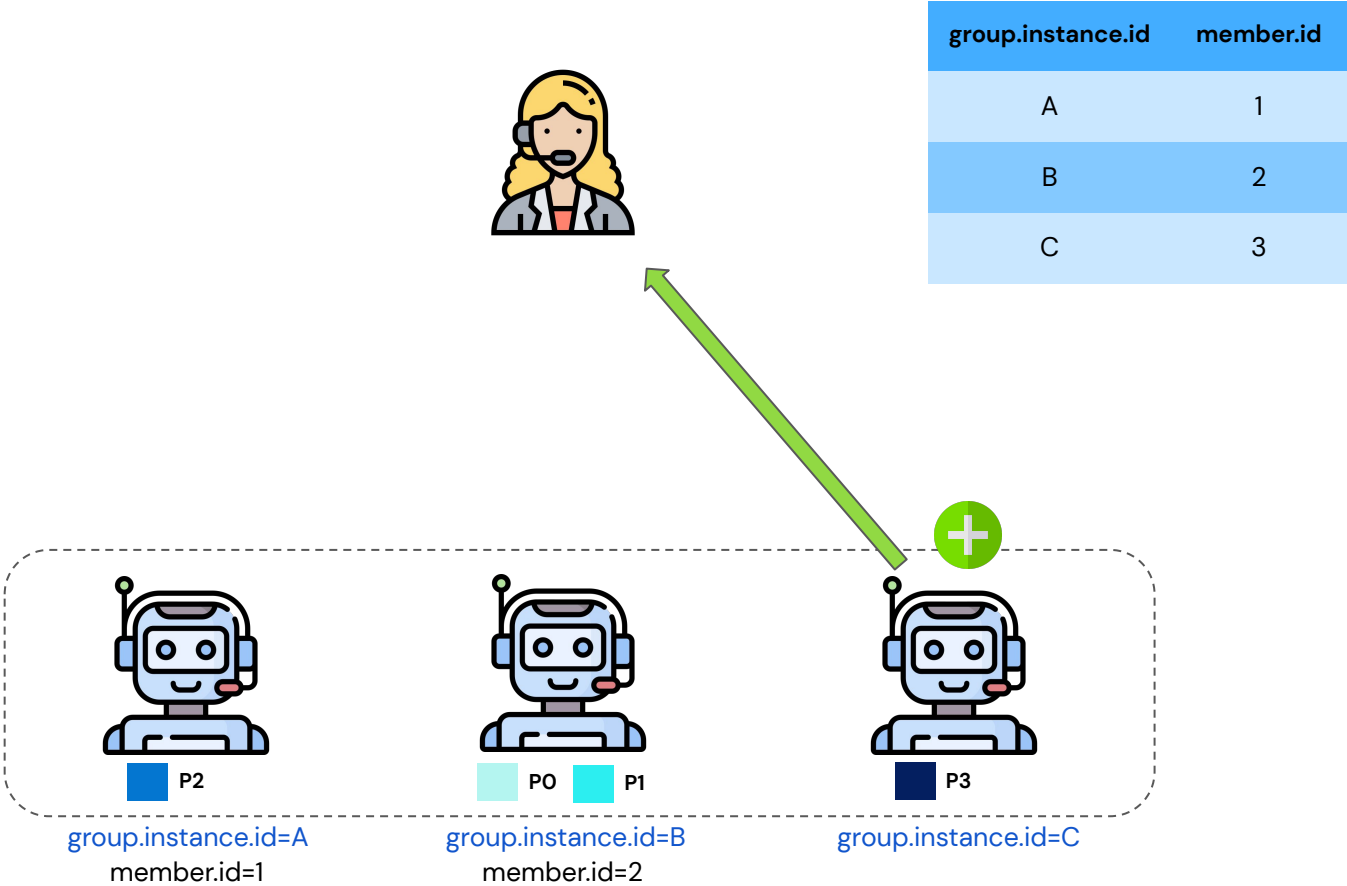 group.instance.id member.id
A 1
B 2
C 3
P2 P0 P1 P3
group.instance.id=A group.instance.id=B group.instance.id=C
member.id=1 member.id=2